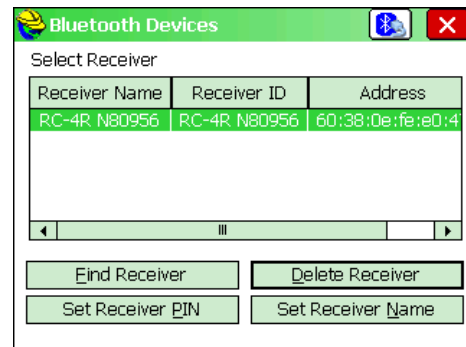 Bluetooth Devices
Select Receiver
Receiver Name Receiver ID Address
RC-4R N80956 RC-4R N80956 60:38:0e:fe:e0:4
Find Receiver Delete Receiver
Set Receiver PIN Set Receiver Name